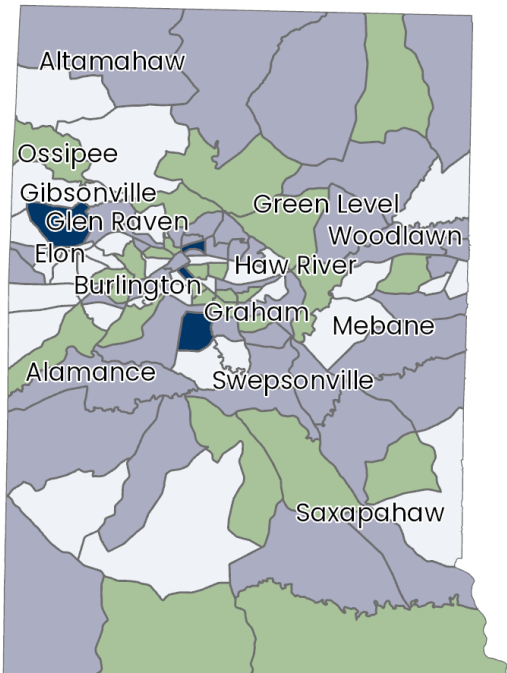 Altamahaw
Ossipee
Gibsonville
Green Level
Glen Raven
Woodlawn
Elon
Haw River
Burlington
Graham
Mebane
Alamance
Swepsonville
Saxapahaw